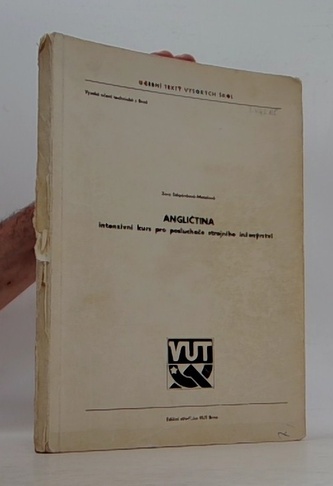 UČEBNÍ TEXTY VYSOKÝCH ŠKOL
Vysoké učení technické v Brně
ANGLIČTINA
intenzivní kurs pro posluchače strojního inženýrství
VUT
Ediční středisko VUT Brno